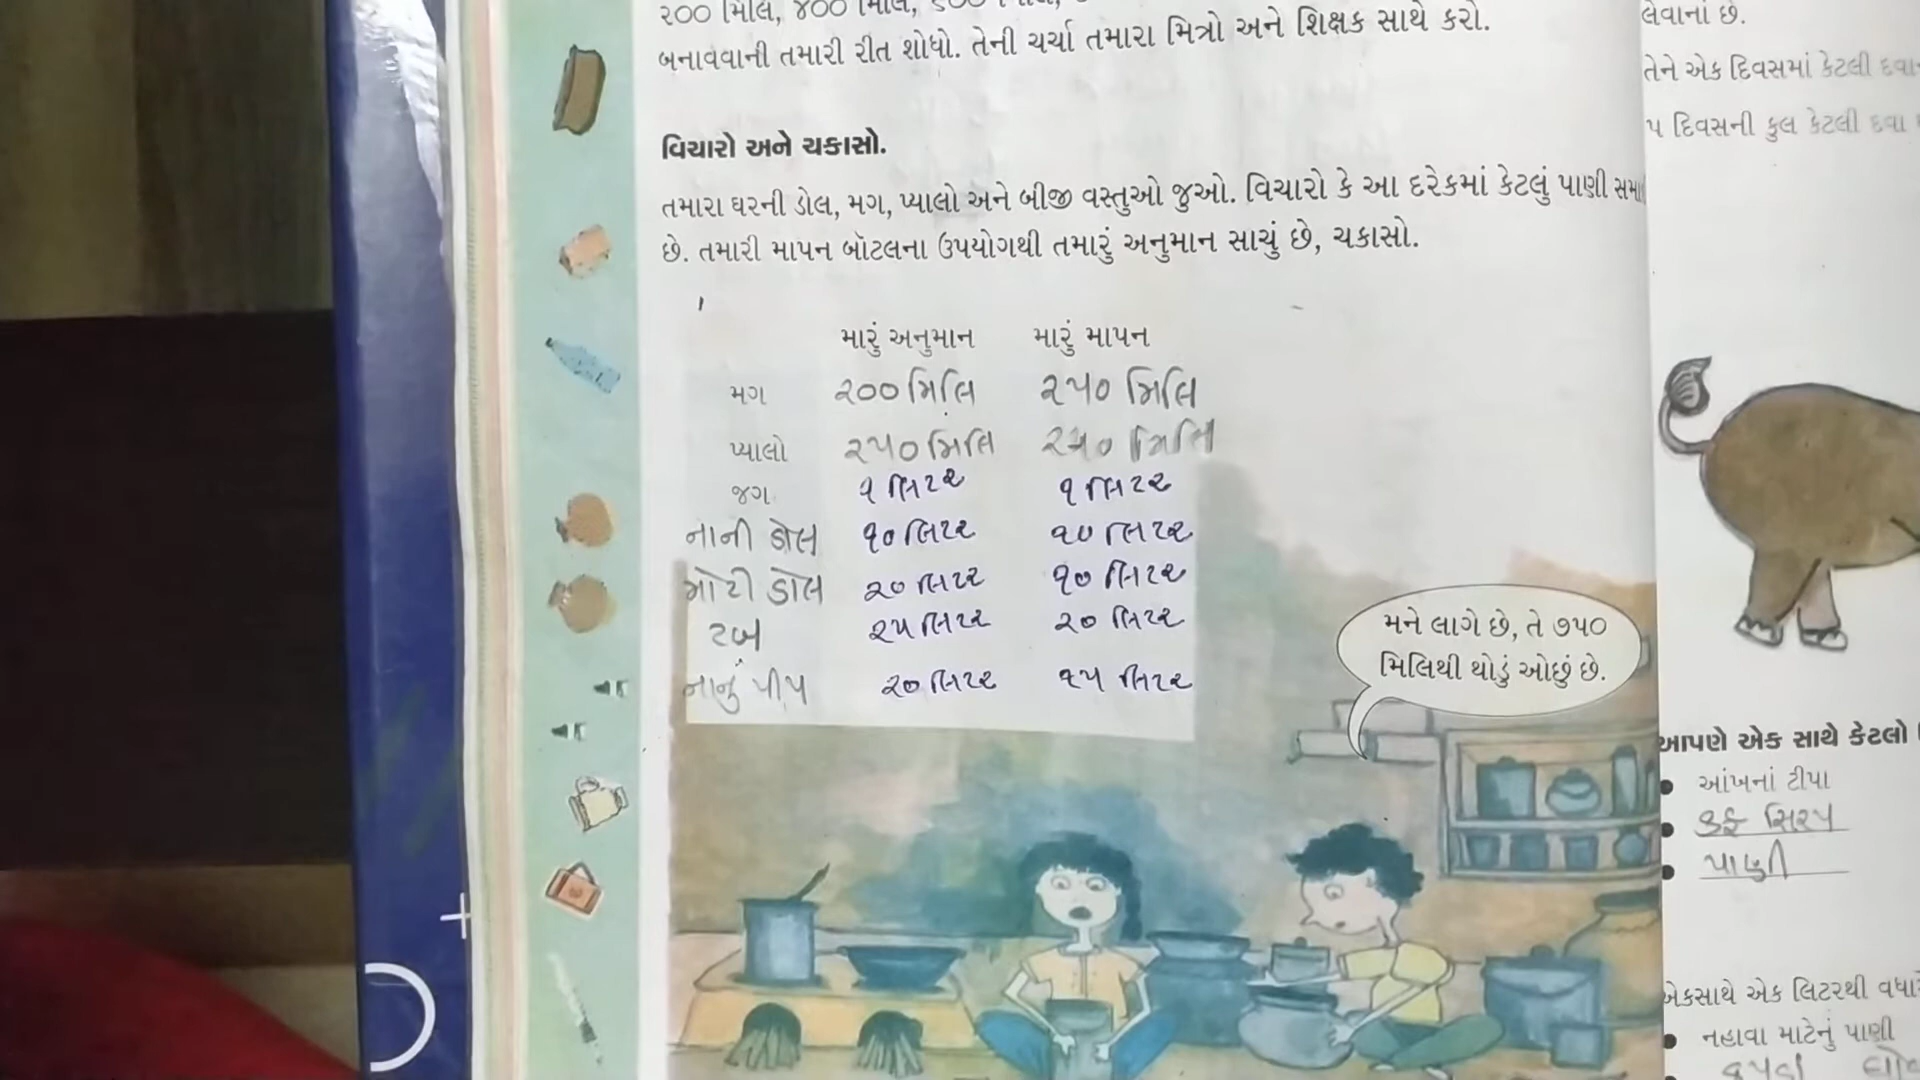 ૨૦૦ મિલિ, ૪૦૦ મિલિ,
બનાવવાની તમારી રીત શોધો. તેની ચર્ચા તમારા મિત્રો અને શિક્ષક સાથે કરો.
વિચારો અને ચકાસો.
તમારા ઘરની ડોલ, મગ, પ્યાલો અને બીજી વસ્તુઓ જુઓ. વિચારો કે આ દરેકમાં કેટલું પાણી સમા
છે. તમારી માપન બૉટલના ઉપયોગથી તમારું અનુમાન સાચું છે, ચકાસો.
મારું અનુમાન મારું માપન
મગ ૨૦૦ મિલિ ૨૫૦ મિલિ
પ્યાલો ૨૫૦ મિલિ ૨૫૦ મિલિ
જગ ૧ લિટર ૧ લિટર
નાની ડોલ ૧૦ લિટર ૧૦ લિટર
મોટી ડોલ ૨૦ લિટર ૧૦ લિટર
ટબ ૨૫ લિટર ૨૦ લિટર
નાનું પીપ ૨૦ લિટર ૧૫ લિટર
મને લાગે છે, તે ૭૫૦
મિલિથી થોડું ઓછું છે.
લેવાનાં છે.
તેને એક દિવસમાં કેટલી દવા
૫ દિવસની કુલ કેટલી દવા
આપણે એક સાથે કેટલો
આંખનાં ટીપા
કફ સિરપ
પાણી
એકસાથે એક લિટરથી વધારે
નહાવા માટેનું પાણી
કપડાં